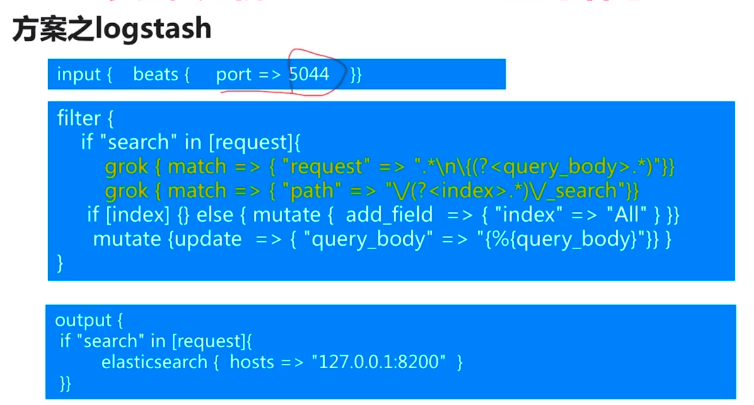 方案之logstash
input { beats { port => 5044 }}
filter {
if "search" in [request]{
grok { match => { "request" => ".*\n\{(?<query_body>.*)"}}
grok { match => { "path" => "\/(?<index>.*)\/_search"}}
if [index] {} else { mutate { add_field => { "index" => "All" } }}
mutate {update => { "query_body" => "{%{query_body}"}} }
}
output {
if "search" in [request]{
elasticsearch { hosts => "127.0.0.1:8200" }
}}